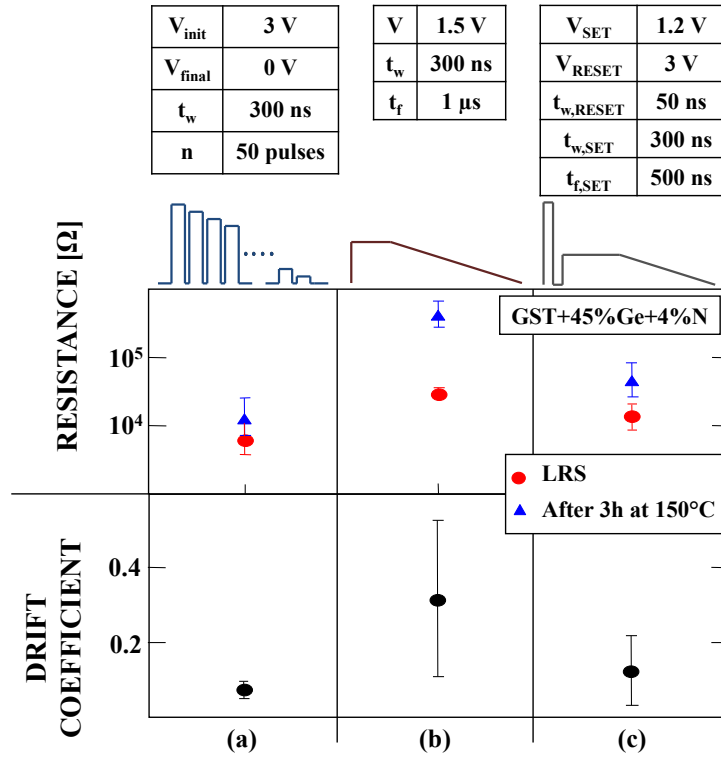 V_init 3 V
V_final 0 V
t_w 300 ns
n 50 pulses
V 1.5 V
t_w 300 ns
t_f 1 µs
V_SET 1.2 V
V_RESET 3 V
t_w,RESET 50 ns
t_w,SET 300 ns
t_f,SET 500 ns
RESISTANCE [Ω]
10^5
10^4
GST+45%Ge+4%N
LRS
After 3h at 150°C
DRIFT
COEFFICIENT
0.4
0.2
(a) (b) (c)